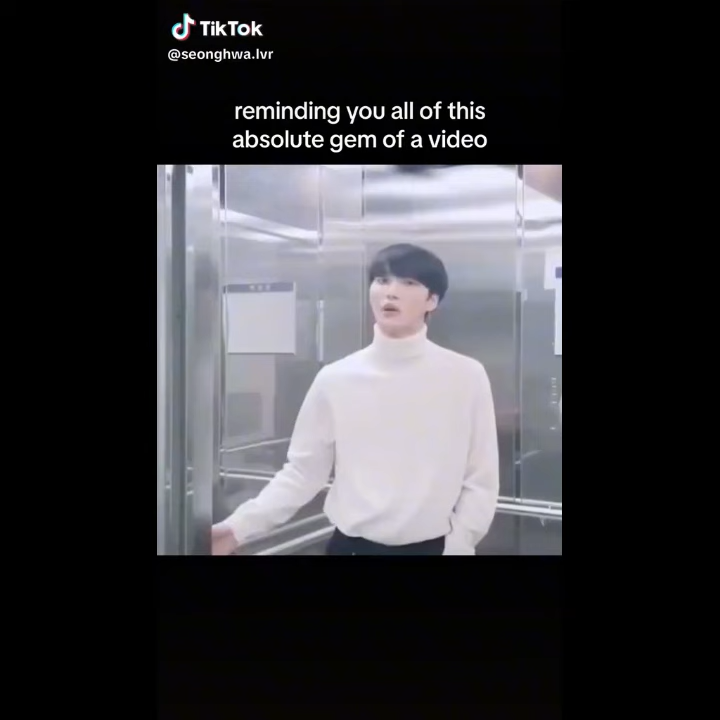 TikTok
@seonghwa.lvr
reminding you all of this
absolute gem of a video